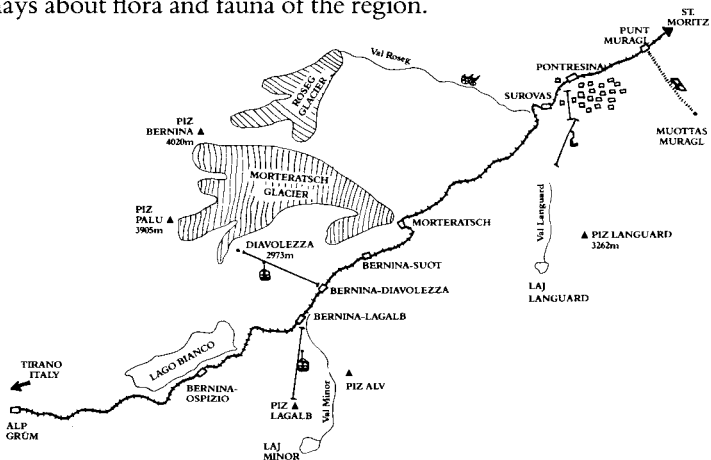 ays about flora and fauna of the region.
ST.
MORITZ
PUNT
MURAGL
Val Roseg
PONTRESINA
SUROVAS
ROSEG
GLACIER
MUOTTAS
MURAGL
PIZ
BERNINA
4020m
MORTERATSCH
GLACIER
Val Languard
PIZ
PALU
3905m
MORTERATSCH
PIZ LANGUARD
3262m
DIAVOLEZZA
2973m
BERNINA-SUOT
LAJ
LANGUARD
BERNINA-DIAVOLEZZA
BERNINA-LAGALB
LAGO BIANCO
TIRANO
ITALY
BERNINA-
OSPIZIO
PIZ ALV
Val Minor
PIZ
LAGALB
ALP
GRÜM
LAJ
MINOR